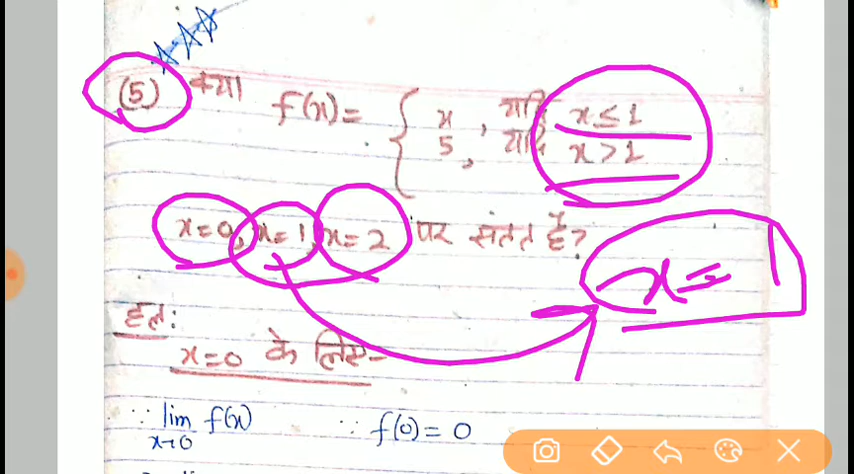 (5) क्या f(x) = { x, यदि x ≤ 1
5, यदि x > 1
x=0, x=1, x=2 पर संतत है?
x = 1
हल:
x=0 के लिए-
∵ lim x→0 f(x) ∵ f(0) = 0